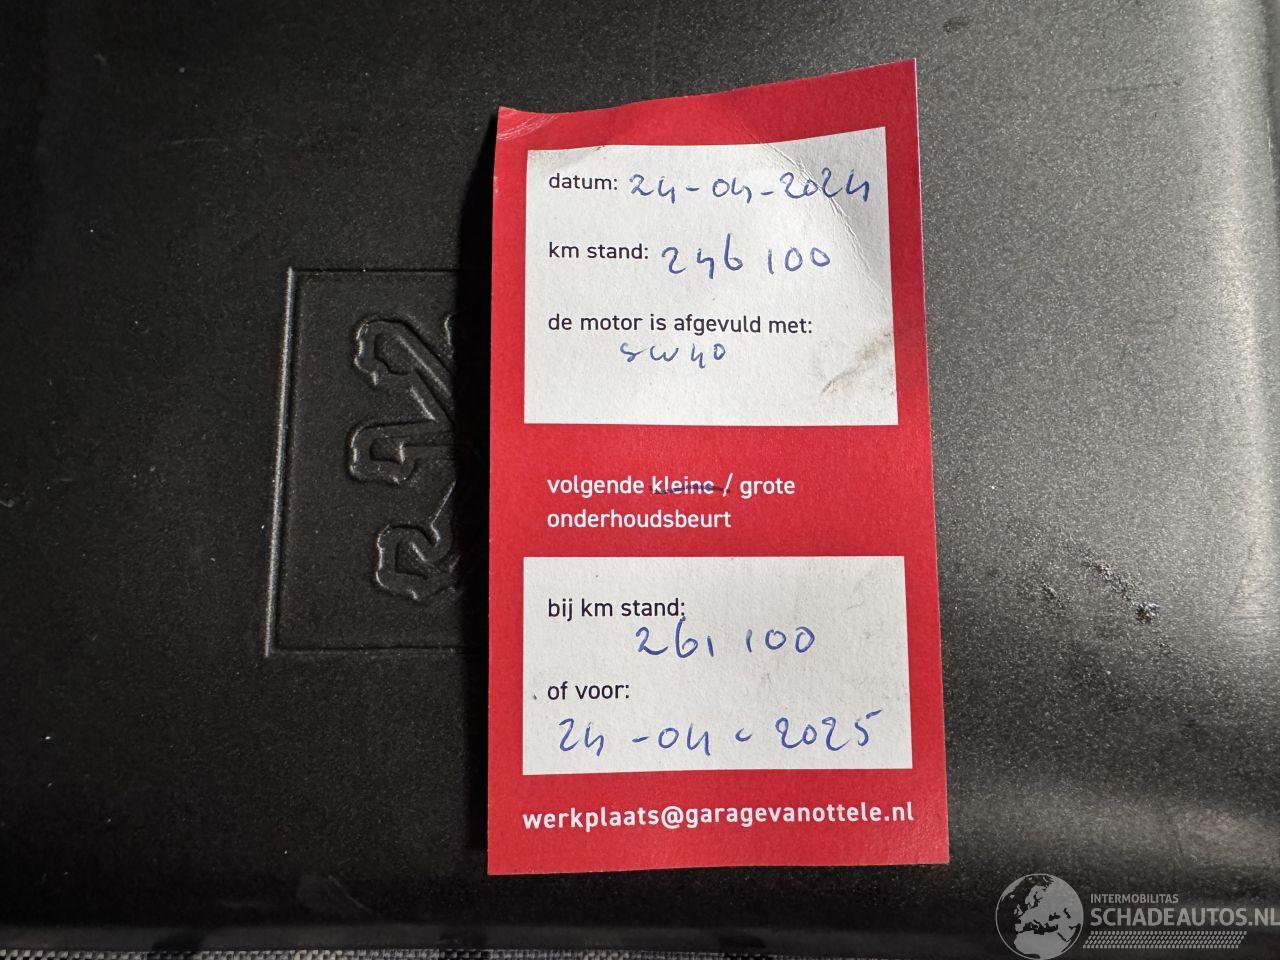 datum: 24-04-2024
km stand: 246 100
de motor is afgevuld met:
5W40
volgende kleine / grote
onderhoudsbeurt
bij km stand:
261 100
of voor:
24-04-2025
werkplaats@garagevanottele.nl
INTERMOBILITAS
SCHADEAUTOS.NL